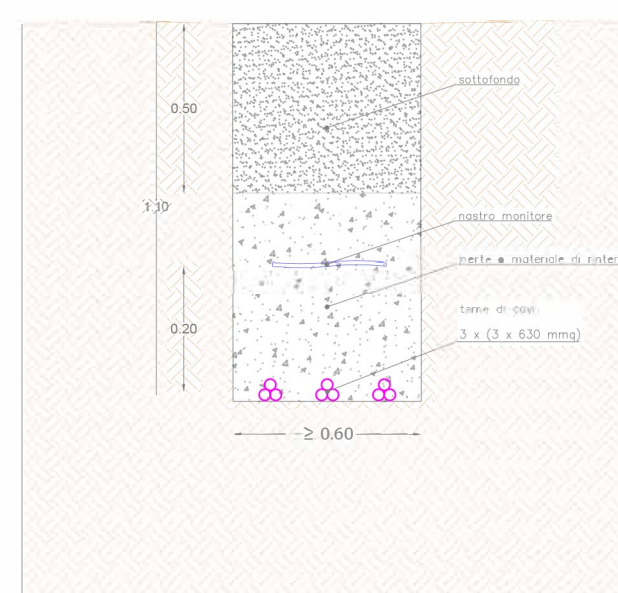 sottofondo
0.50
1.10
nastro monitore
inerte e materiale di rinter
0.20
terne di cavi
3 x (3 x 630 mmq)
≥ 0.60